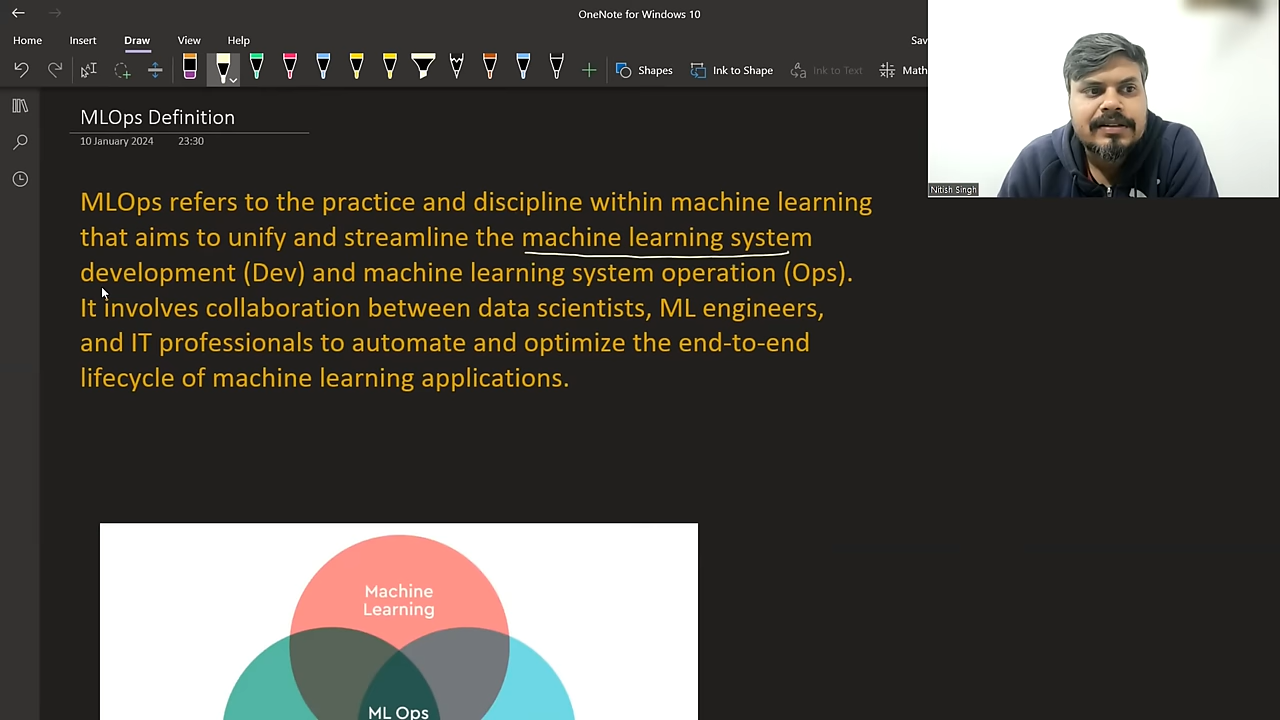 OneNote for Windows 10
Home Insert Draw View Help
Shapes Ink to Shape Ink to Text Math
MLOps Definition
10 January 2024 23:30
MLOps refers to the practice and discipline within machine learning
that aims to unify and streamline the machine learning system
development (Dev) and machine learning system operation (Ops).
It involves collaboration between data scientists, ML engineers,
and IT professionals to automate and optimize the end-to-end
lifecycle of machine learning applications.
Nitish Singh
Machine
Learning
ML Ops